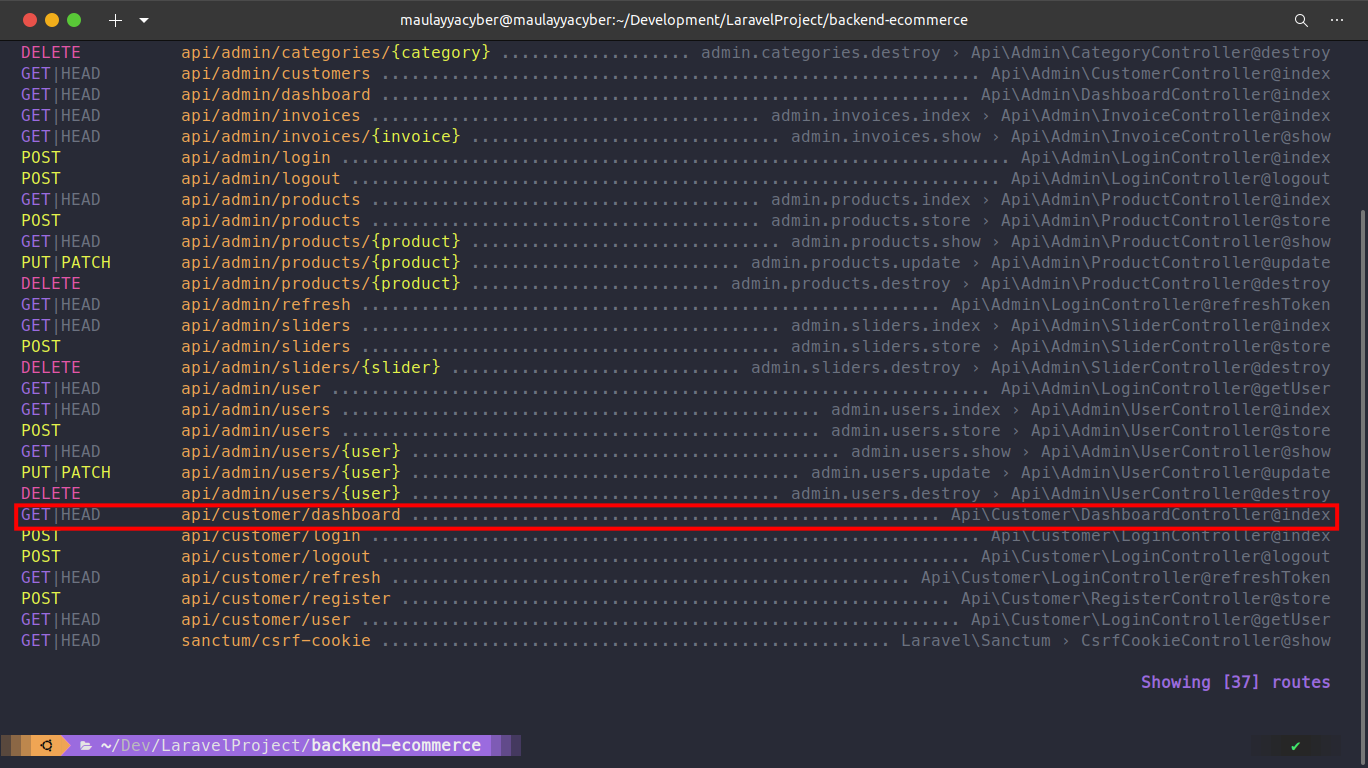 maulayyacyber@maulayyacyber:~/Development/LaravelProject/backend-ecommerce
DELETE api/admin/categories/{category} ................... admin.categories.destroy › Api\Admin\CategoryController@destroy
GET|HEAD api/admin/customers ............................................................ Api\Admin\CustomerController@index
GET|HEAD api/admin/dashboard ........................................................... Api\Admin\DashboardController@index
GET|HEAD api/admin/invoices ....................................... admin.invoices.index › Api\Admin\InvoiceController@index
GET|HEAD api/admin/invoices/{invoice} ............................... admin.invoices.show › Api\Admin\InvoiceController@show
POST api/admin/login ................................................................... Api\Admin\LoginController@index
POST api/admin/logout ................................................................. Api\Admin\LoginController@logout
GET|HEAD api/admin/products ....................................... admin.products.index › Api\Admin\ProductController@index
POST api/admin/products ....................................... admin.products.store › Api\Admin\ProductController@store
GET|HEAD api/admin/products/{product} ............................... admin.products.show › Api\Admin\ProductController@show
PUT|PATCH api/admin/products/{product} ........................... admin.products.update › Api\Admin\ProductController@update
DELETE api/admin/products/{product} ......................... admin.products.destroy › Api\Admin\ProductController@destroy
GET|HEAD api/admin/refresh .......................................................... Api\Admin\LoginController@refreshToken
GET|HEAD api/admin/sliders .......................................... admin.sliders.index › Api\Admin\SliderController@index
POST api/admin/sliders .......................................... admin.sliders.store › Api\Admin\SliderController@store
DELETE api/admin/sliders/{slider} ............................. admin.sliders.destroy › Api\Admin\SliderController@destroy
GET|HEAD api/admin/user .................................................................. Api\Admin\LoginController@getUser
GET|HEAD api/admin/users ................................................ admin.users.index › Api\Admin\UserController@index
POST api/admin/users ................................................ admin.users.store › Api\Admin\UserController@store
GET|HEAD api/admin/users/{user} ........................................... admin.users.show › Api\Admin\UserController@show
PUT|PATCH api/admin/users/{user} ....................................... admin.users.update › Api\Admin\UserController@update
DELETE api/admin/users/{user} ..................................... admin.users.destroy › Api\Admin\UserController@destroy
GET|HEAD api/customer/dashboard ..................................................... Api\Customer\DashboardController@index
POST api/customer/login ............................................................. Api\Customer\LoginController@index
POST api/customer/logout ........................................................... Api\Customer\LoginController@logout
GET|HEAD api/customer/refresh .................................................... Api\Customer\LoginController@refreshToken
POST api/customer/register ....................................................... Api\Customer\RegisterController@store
GET|HEAD api/customer/user ............................................................ Api\Customer\LoginController@getUser
GET|HEAD sanctum/csrf-cookie ................................................... Laravel\Sanctum › CsrfCookieController@show
Showing [37] routes
~/Dev/LaravelProject/backend-ecommerce